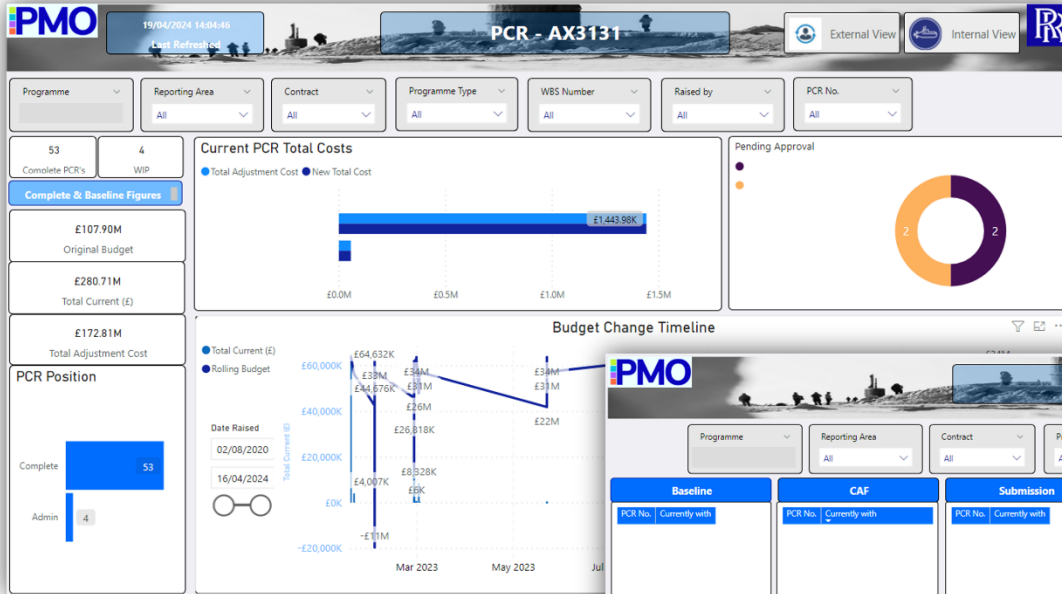 PMO
19/04/2024 14:04:46
Last Refreshed
PCR - AX3131
External View
Internal View
RR
Programme
Reporting Area
All
Contract
All
Programme Type
All
WBS Number
All
Raised by
All
PCR No.
All
53
Complete PCR's
4
WIP
Complete & Baseline Figures
£107.90M
Original Budget
£280.71M
Total Current (£)
£172.81M
Total Adjustment Cost
PCR Position
Complete
53
Admin
4
Current PCR Total Costs
Total Adjustment Cost
New Total Cost
£1,443.98K
£0.0M
£0.5M
£1.0M
£1.5M
Pending Approval
2
2
Budget Change Timeline
Total Current (£)
Rolling Budget
Date Raised
02/08/2020
16/04/2024
Total Current (£)
£60,000K
£40,000K
£20,000K
£0K
-£20,000K
£64,632K
£33M
£44,676K
£4,007K
-£11M
£34M
£31M
£26M
£26,818K
£8,328K
£6K
£34M
£31M
£22M
Mar 2023
May 2023
Jul
PMO
Programme
Reporting Area
All
Contract
All
Baseline
PCR No.
Currently with
CAF
PCR No.
Currently with
Submission
PCR No.
Currently with